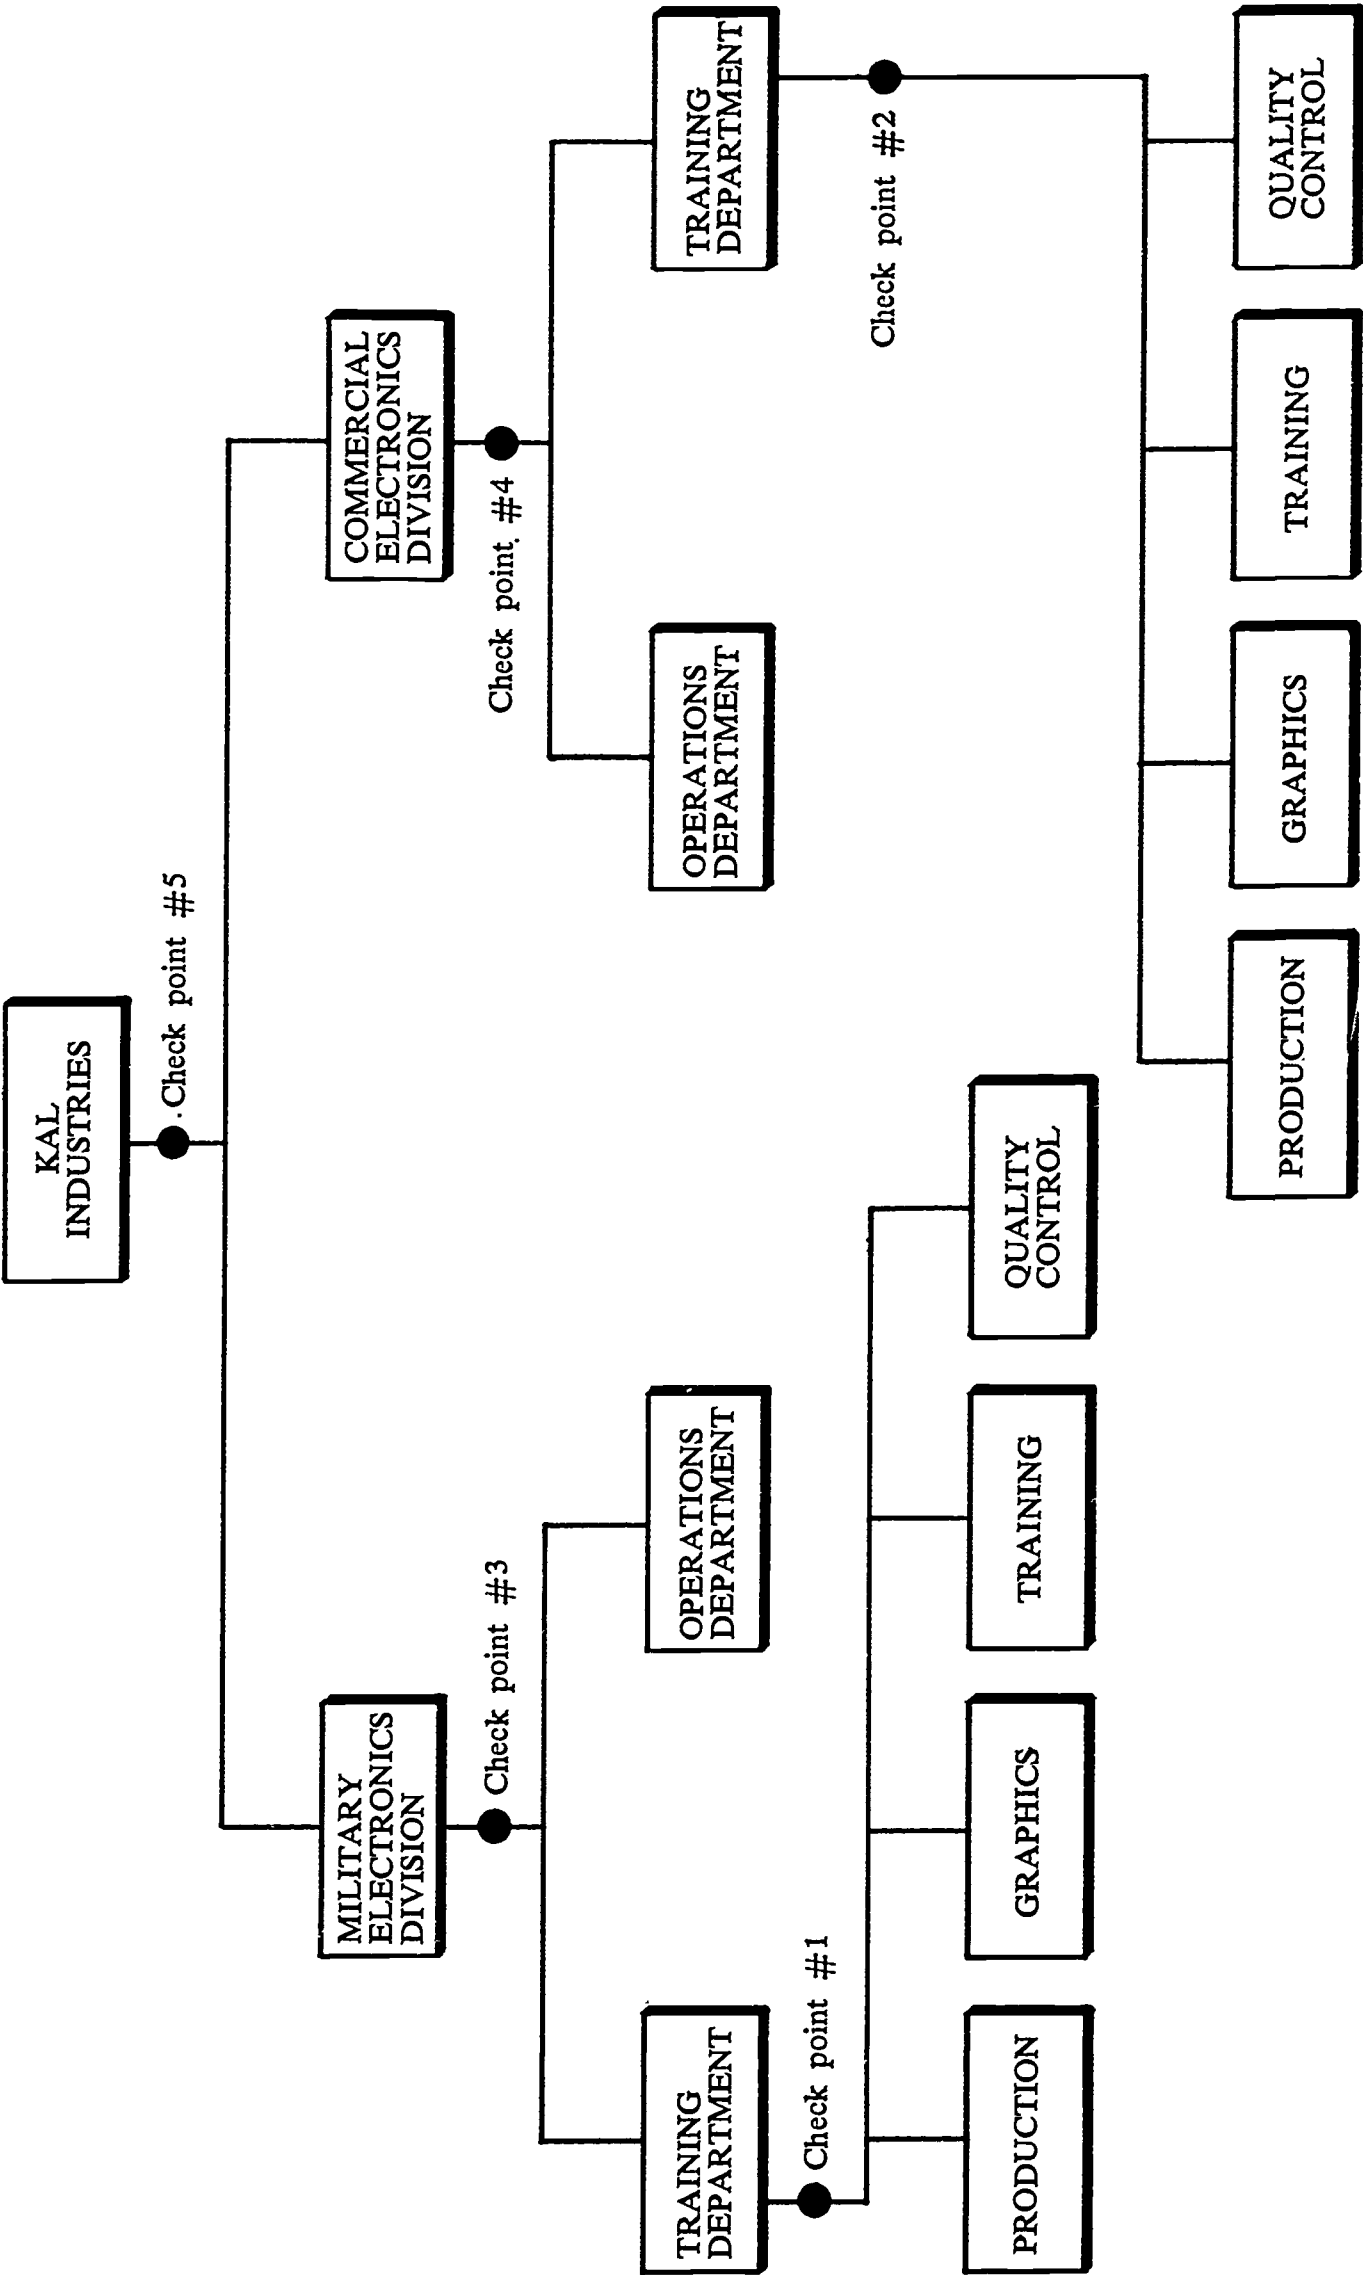 KAL
INDUSTRIES
Check point #5
MILITARY
ELECTRONICS
DIVISION
COMMERCIAL
ELECTRONICS
DIVISION
Check point #3
Check point #4
TRAINING
DEPARTMENT
OPERATIONS
DEPARTMENT
OPERATIONS
DEPARTMENT
TRAINING
DEPARTMENT
Check point #1
Check point #2
PRODUCTION
GRAPHICS
TRAINING
QUALITY
CONTROL
PRODUCTION
GRAPHICS
TRAINING
QUALITY
CONTROL